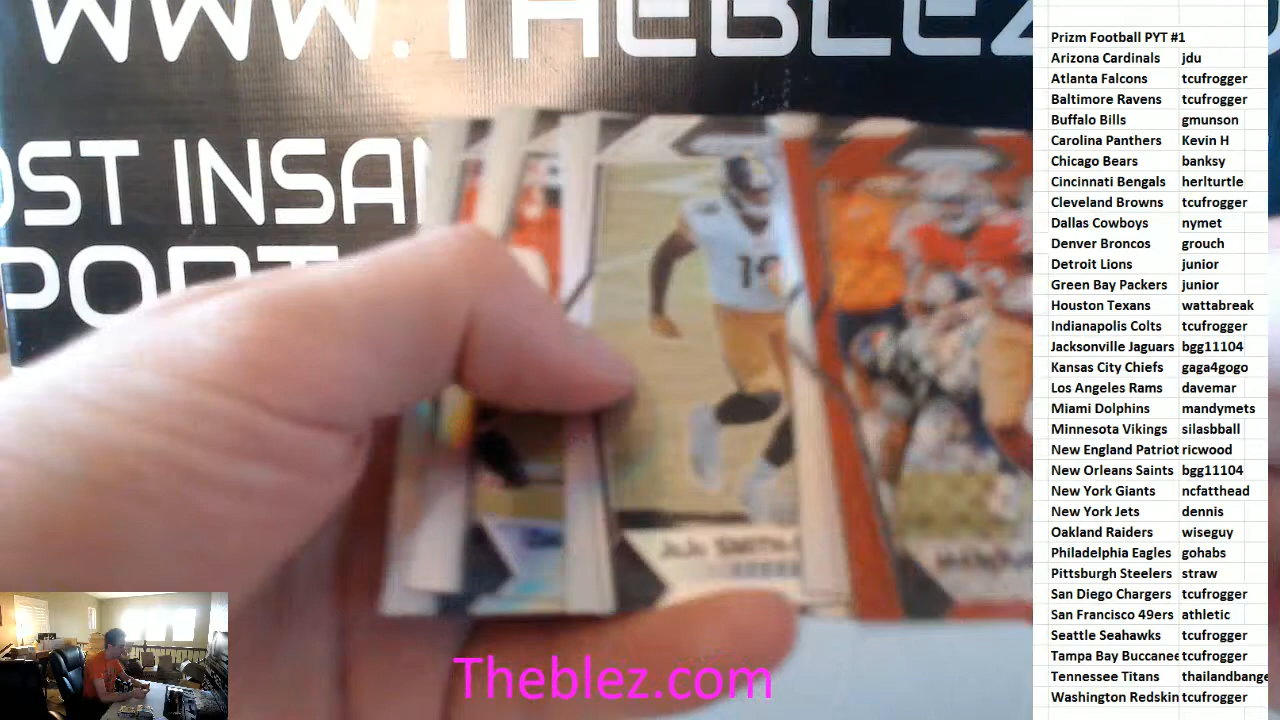 WWW.THEBLEZ
OST INSA
PORT
19
JUJU SMITH-
Theblez.com
Prizm Football PYT #1
Arizona Cardinals jdu
Atlanta Falcons tcufrogger
Baltimore Ravens tcufrogger
Buffalo Bills gmunson
Carolina Panthers Kevin H
Chicago Bears banksy
Cincinnati Bengals herlturtle
Cleveland Browns tcufrogger
Dallas Cowboys nymet
Denver Broncos grouch
Detroit Lions junior
Green Bay Packers junior
Houston Texans wattabreak
Indianapolis Colts tcufrogger
Jacksonville Jaguars bgg11104
Kansas City Chiefs gaga4gogo
Los Angeles Rams davemar
Miami Dolphins mandymets
Minnesota Vikings silasbball
New England Patriot ricwood
New Orleans Saints bgg11104
New York Giants ncfatthead
New York Jets dennis
Oakland Raiders wiseguy
Philadelphia Eagles gohabs
Pittsburgh Steelers straw
San Diego Chargers tcufrogger
San Francisco 49ers athletic
Seattle Seahawks tcufrogger
Tampa Bay Buccanee tcufrogger
Tennessee Titans thailandbange
Washington Redskin tcufrogger